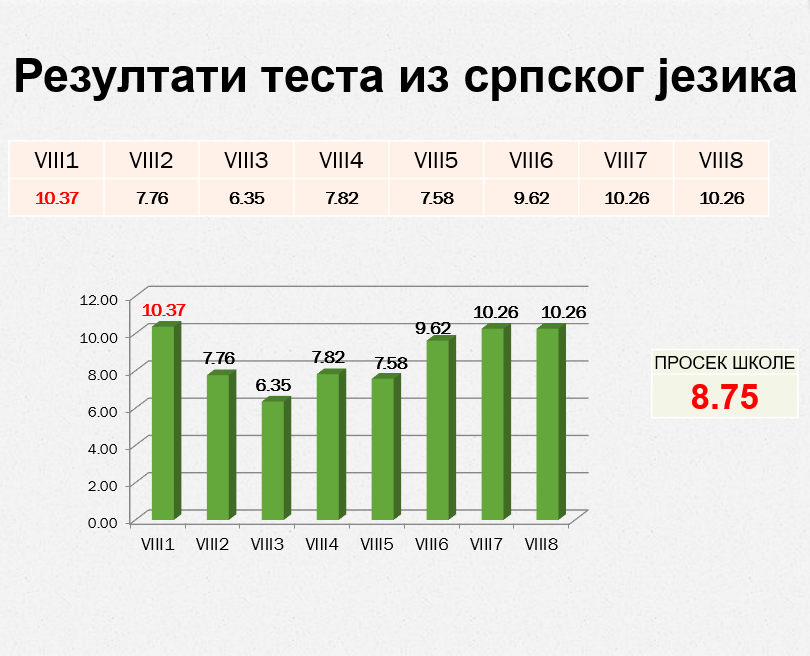 Резултати теста из српског језика
VIII1 VIII2 VIII3 VIII4 VIII5 VIII6 VIII7 VIII8
10.37 7.76 6.35 7.82 7.58 9.62 10.26 10.26
12.00
10.00
8.00
6.00
4.00
2.00
0.00
10.37 7.76 6.35 7.82 7.58 9.62 10.26 10.26
VIII1 VIII2 VIII3 VIII4 VIII5 VIII6 VIII7 VIII8
ПРОСЕК ШКОЛЕ
8.75